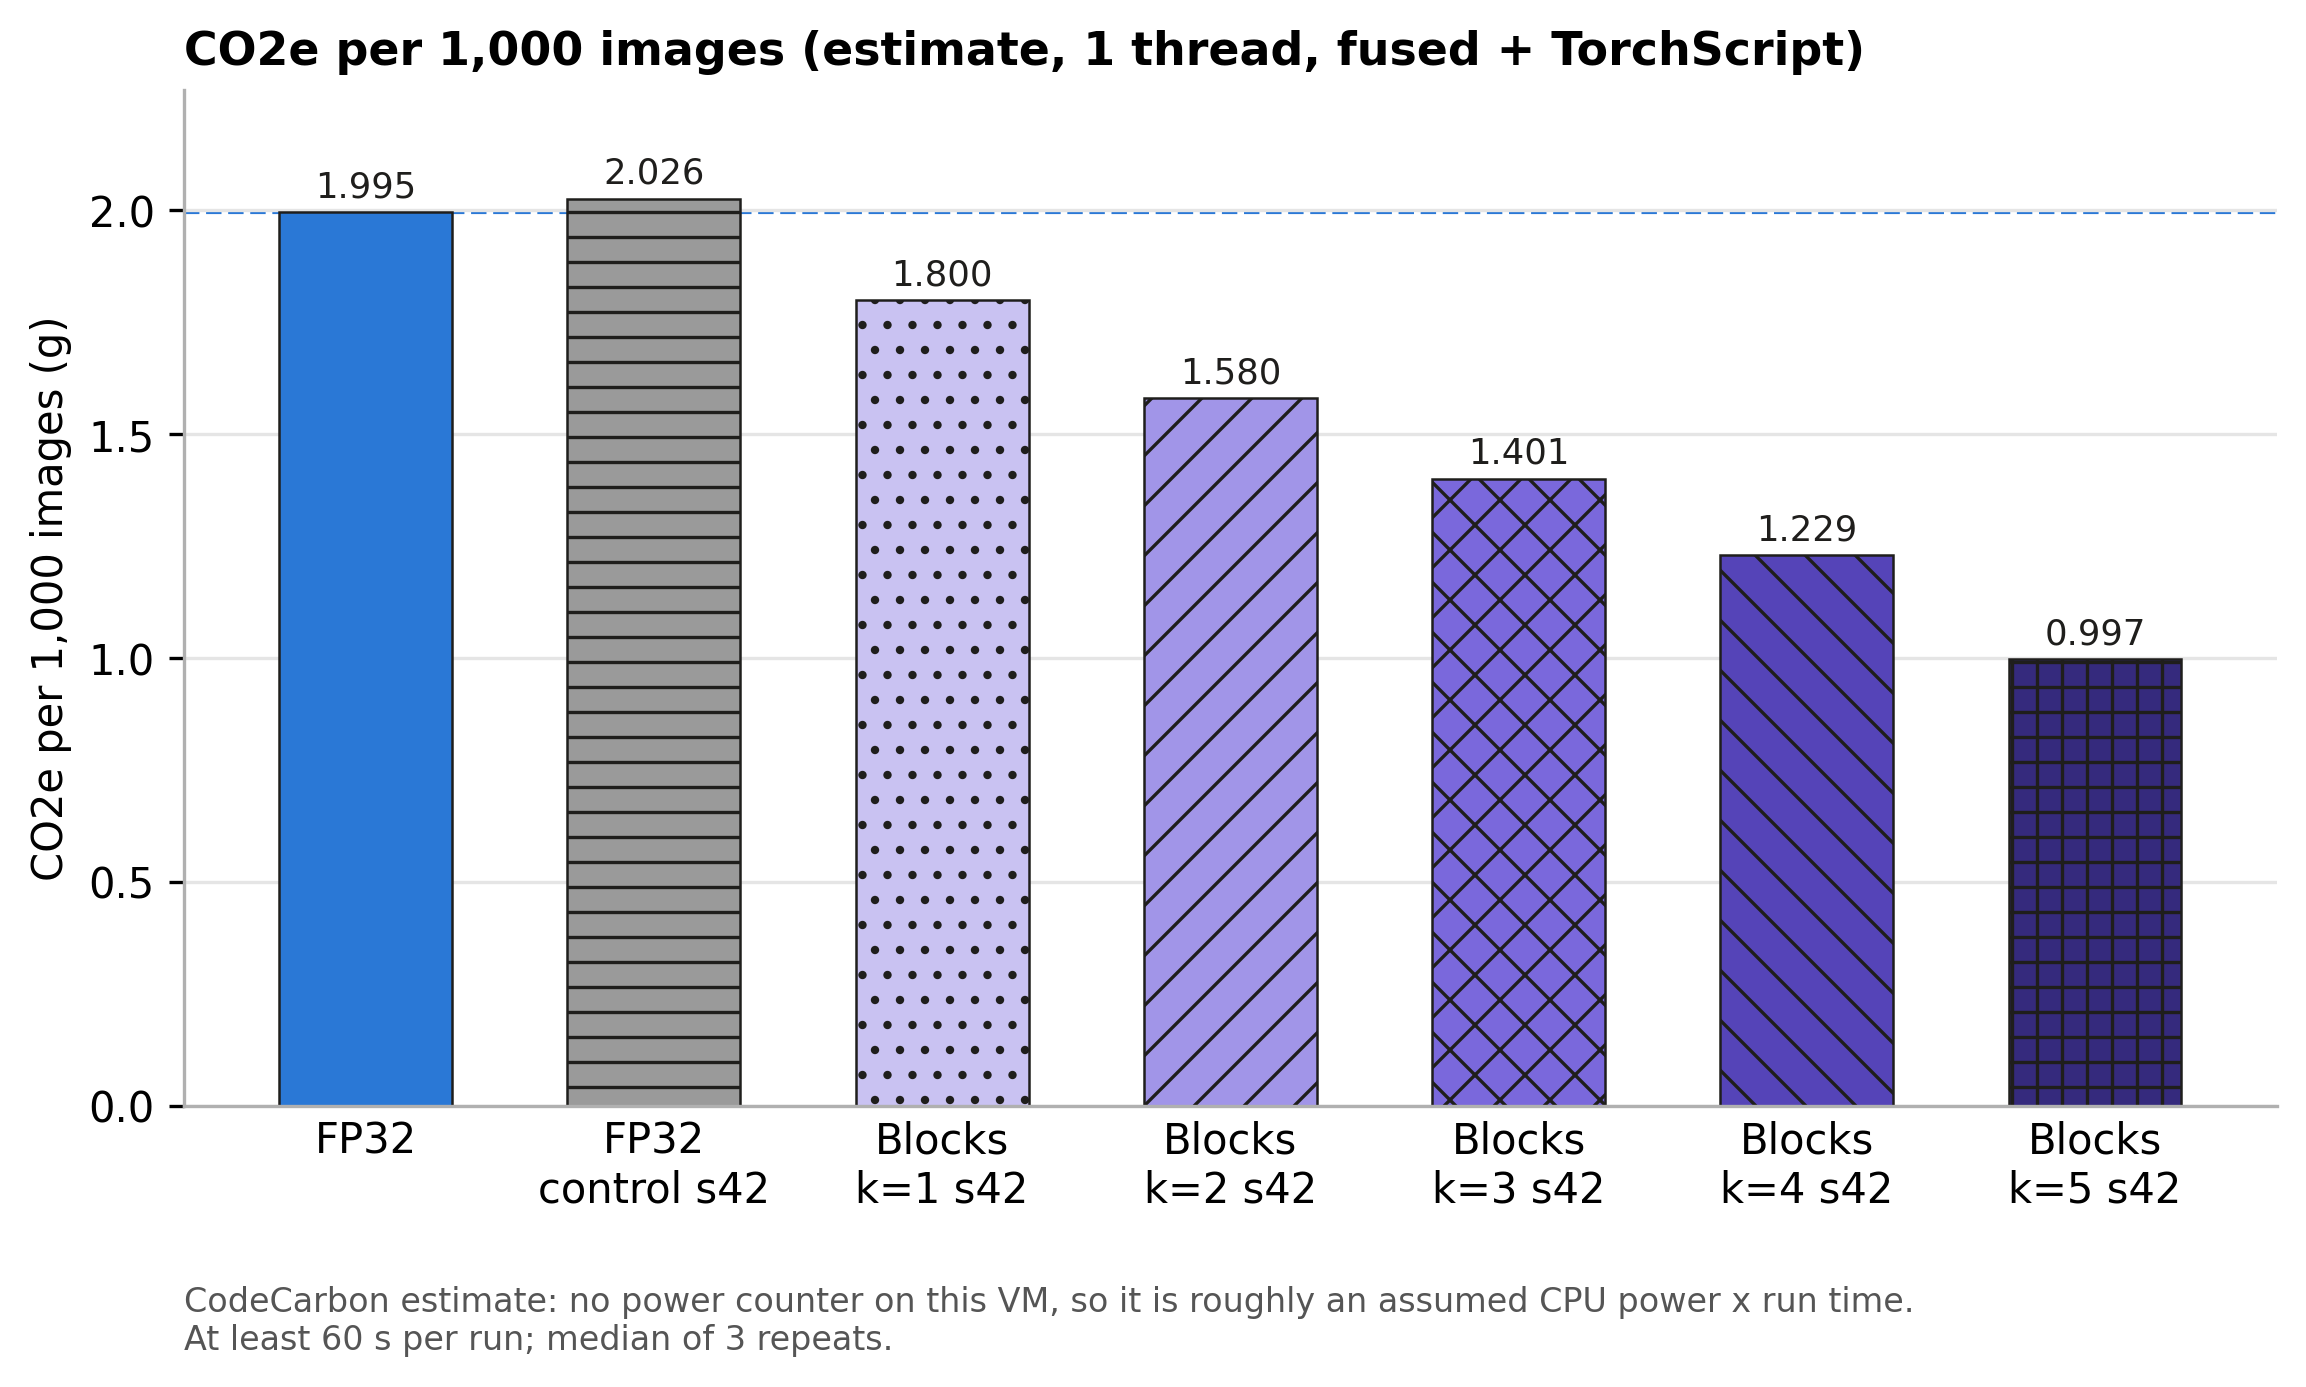 CO2e per 1,000 images (estimate, 1 thread, fused + TorchScript)
CO2e per 1,000 images (g)
2.0
1.5
1.0
0.5
0.0
1.995
2.026
1.800
1.580
1.401
1.229
0.997
FP32
FP32
control s42
Blocks
k=1 s42
Blocks
k=2 s42
Blocks
k=3 s42
Blocks
k=4 s42
Blocks
k=5 s42
CodeCarbon estimate: no power counter on this VM, so it is roughly an assumed CPU power x run time.
At least 60 s per run; median of 3 repeats.